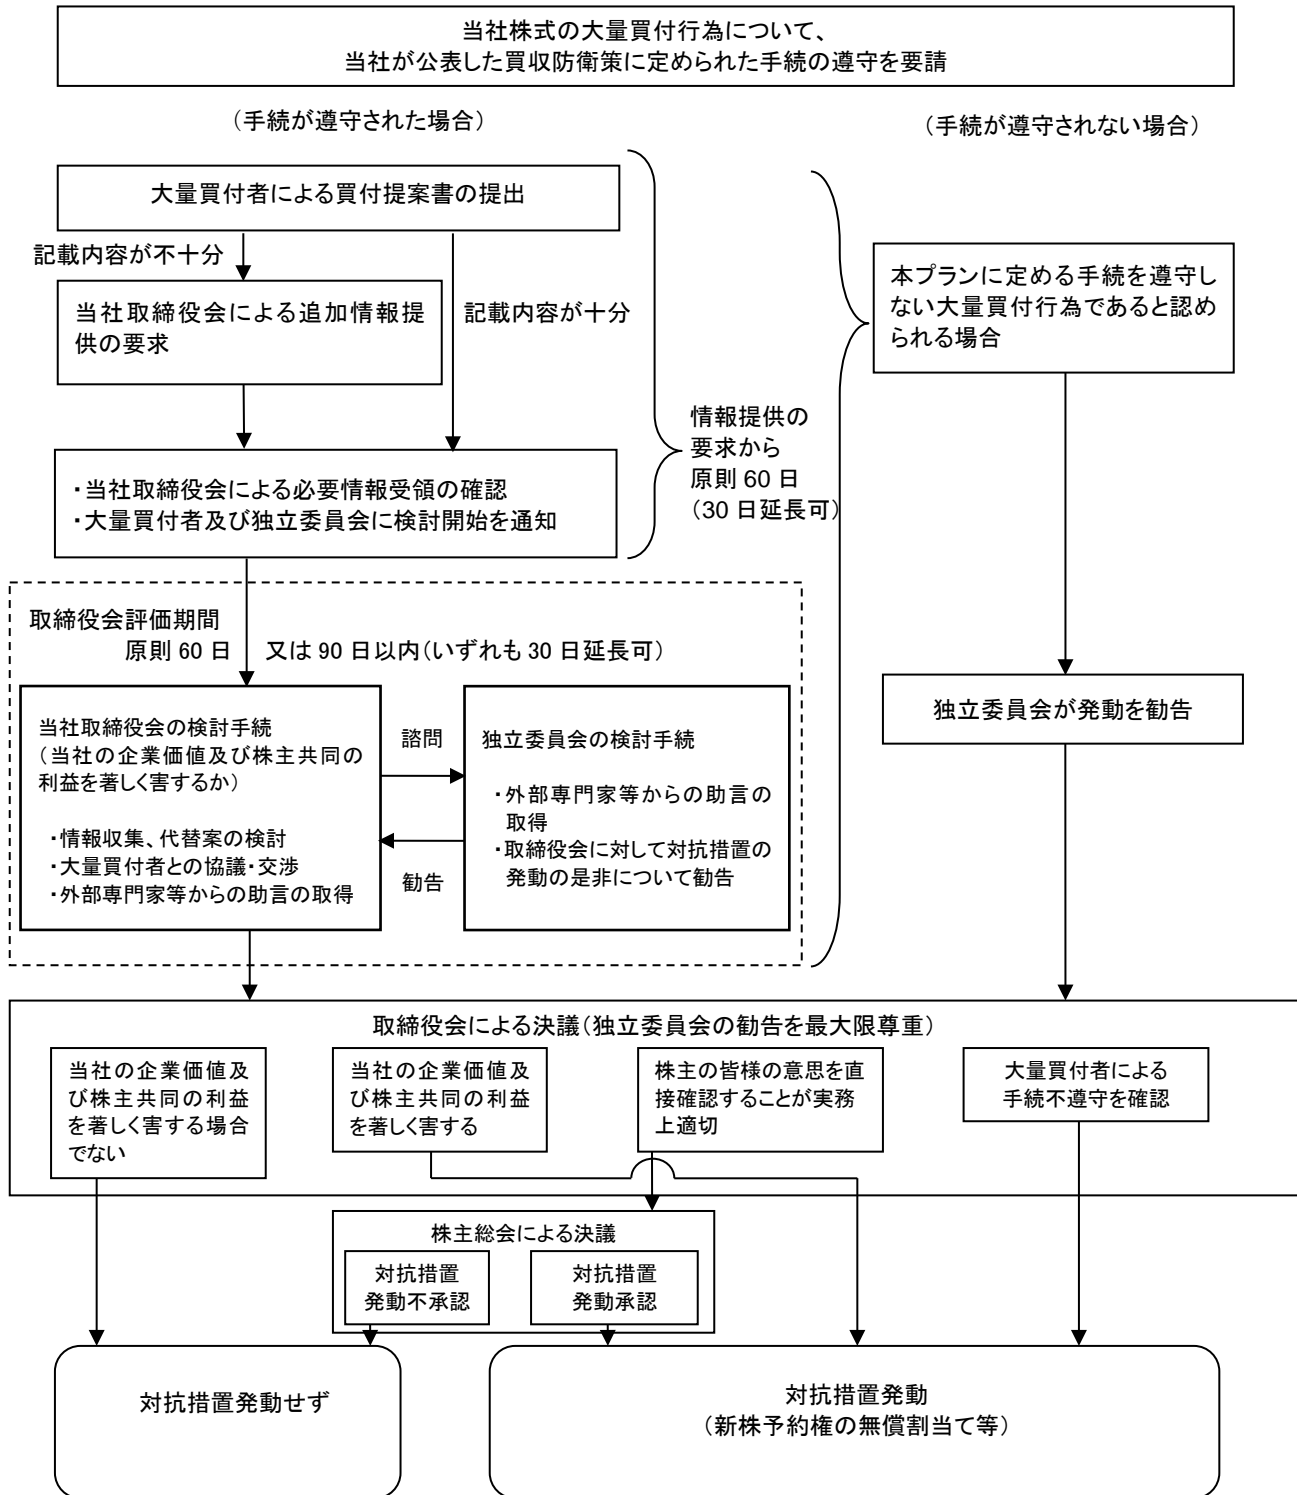 当社株式の大量買付行為について、
当社が公表した買収防衛策に定められた手続の遵守を要請
（手続が遵守された場合）
（手続が遵守されない場合）
大量買付者による買付提案書の提出
記載内容が不十分
当社取締役会による追加情報提
供の要求
記載内容が十分
・当社取締役会による必要情報受領の確認
・大量買付者及び独立委員会に検討開始を通知
情報提供の
要求から
原則 60 日
（30 日延長可）
本プランに定める手続を遵守し
ない大量買付行為であると認め
られる場合
取締役会評価期間
原則 60 日 又は 90 日以内（いずれも 30 日延長可）
当社取締役会の検討手続
（当社の企業価値及び株主共同の
利益を著しく害するか）
・情報収集、代替案の検討
・大量買付者との協議・交渉
・外部専門家等からの助言の取得
諮問
勧告
独立委員会の検討手続
・外部専門家等からの助言の
取得
・取締役会に対して対抗措置の
発動の是非について勧告
独立委員会が発動を勧告
取締役会による決議（独立委員会の勧告を最大限尊重）
当社の企業価値及
び株主共同の利益
を著しく害する場合
でない
当社の企業価値及
び株主共同の利益
を著しく害する
株主の皆様の意思を直
接確認することが実務
上適切
大量買付者による
手続不遵守を確認
株主総会による決議
対抗措置
発動不承認
対抗措置
発動承認
対抗措置発動せず
対抗措置発動
（新株予約権の無償割当て等）